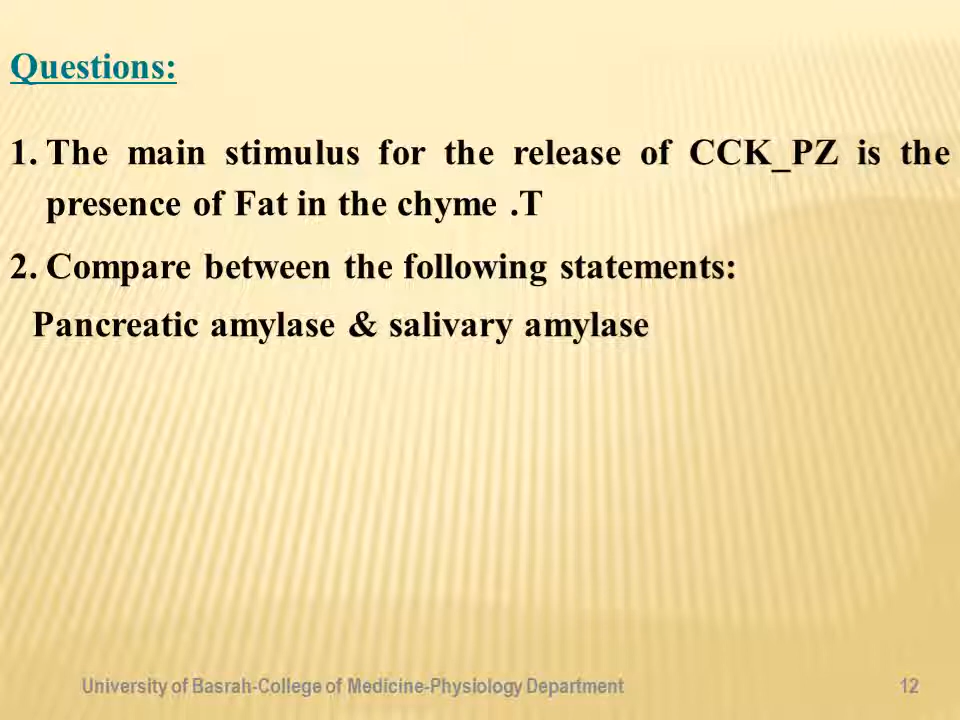 Questions:
1. The main stimulus for the release of CCK_PZ is the
presence of Fat in the chyme .T
2. Compare between the following statements:
Pancreatic amylase & salivary amylase
University of Basrah-College of Medicine-Physiology Department 12